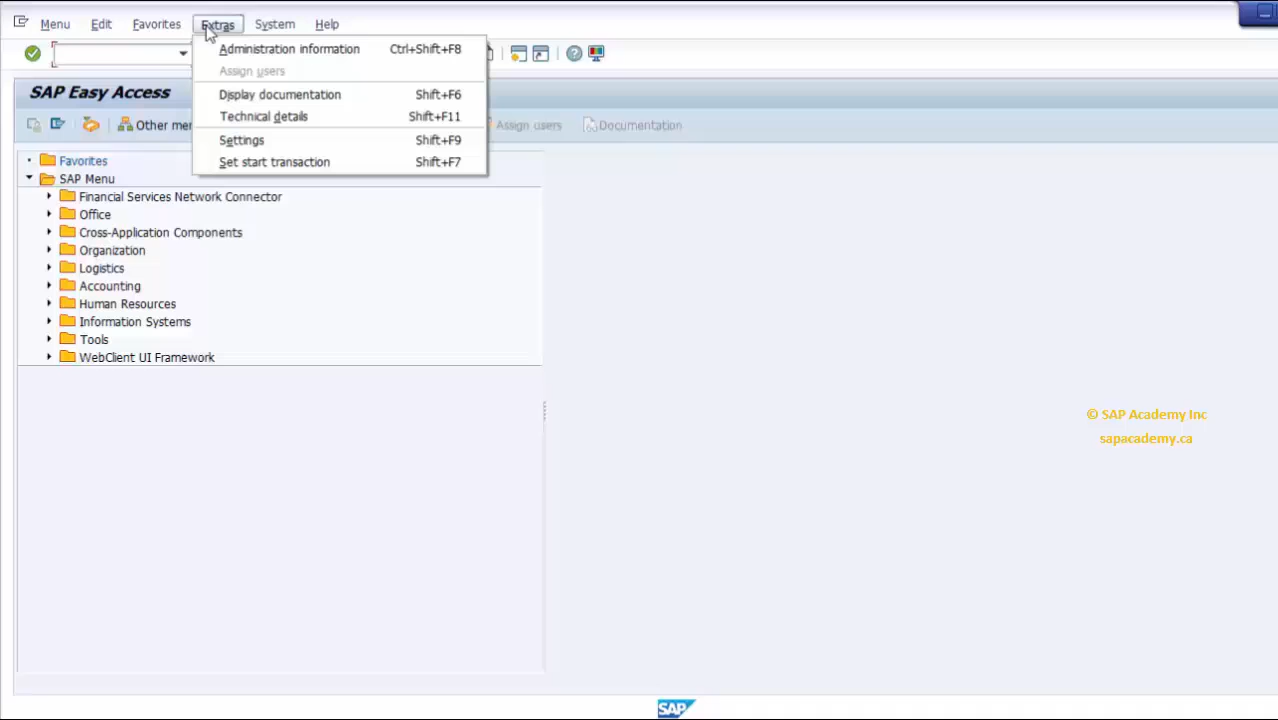 Menu Edit Favorites Extras System Help
Administration information Ctrl+Shift+F8
Assign users
SAP Easy Access
Display documentation Shift+F6
Technical details Shift+F11
Other men Assign users Documentation
Settings Shift+F9
Set start transaction Shift+F7
Favorites
SAP Menu
Financial Services Network Connector
Office
Cross-Application Components
Organization
Logistics
Accounting
Human Resources
Information Systems
Tools
WebClient UI Framework
© SAP Academy Inc
sapacademy.ca
SAP